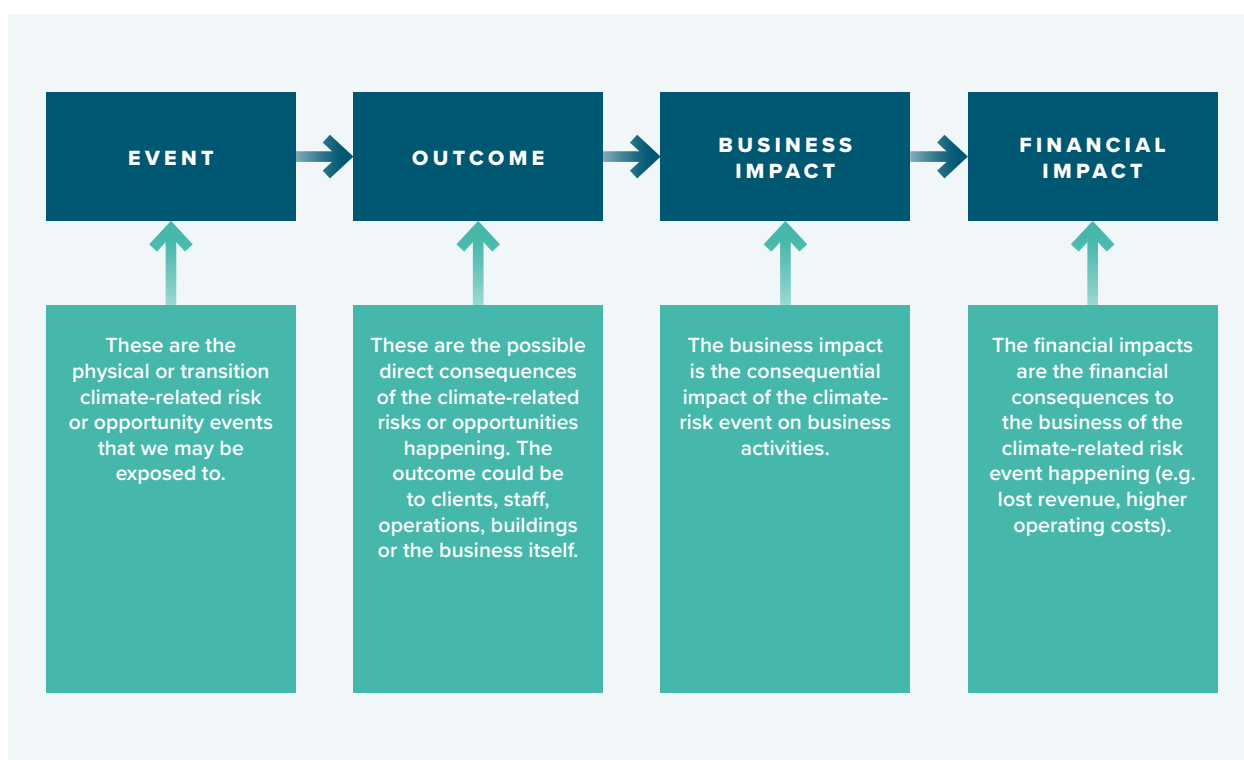 EVENT
OUTCOME
BUSINESS
IMPACT
FINANCIAL
IMPACT
These are the
physical or transition
climate-related risk
or opportunity events
that we may be
exposed to.
These are the possible
direct consequences
of the climate-related
risks or opportunities
happening. The
outcome could be
to clients, staff,
operations, buildings
or the business itself.
The business impact
is the consequential
impact of the climate-
risk event on business
activities.
The financial impacts
are the financial
consequences to
the business of the
climate-related risk
event happening (e.g.
lost revenue, higher
operating costs).